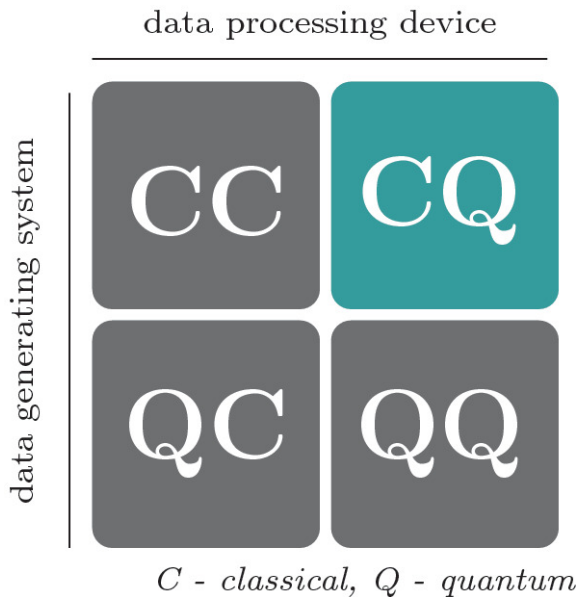 data processing device
data generating system
CC
CQ
QC
QQ
C - classical, Q - quantum